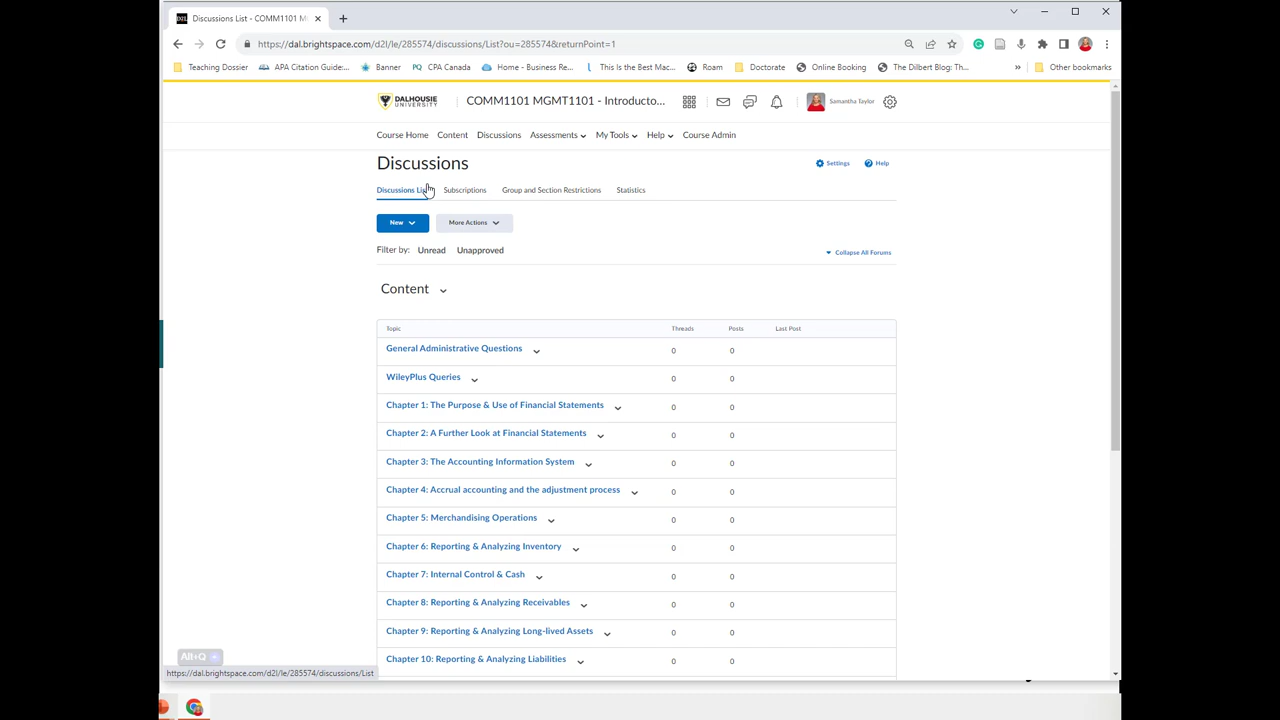 Discussions List - COMM1101 M
https://dal.brightspace.com/d2l/le/285574/discussions/List?ou=285574&returnPoint=1
Teaching Dossier APA Citation Guide:... Banner CPA Canada Home - Business Re... This Is the Best Mac... Roam Doctorate Online Booking The Dilbert Blog: Th... » Other bookmarks
DALHOUSIE UNIVERSITY COMM1101 MGMT1101 - Introducto... Samantha Taylor
Course Home Content Discussions Assessments My Tools Help Course Admin
Discussions Settings Help
Discussions Subscriptions Group and Section Restrictions Statistics
New More Actions
Filter by: Unread Unapproved Collapse All Forums
Content
Topic Threads Posts Last Post
General Administrative Questions 0 0
WileyPlus Queries 0 0
Chapter 1: The Purpose & Use of Financial Statements 0 0
Chapter 2: A Further Look at Financial Statements 0 0
Chapter 3: The Accounting Information System 0 0
Chapter 4: Accrual accounting and the adjustment process 0 0
Chapter 5: Merchandising Operations 0 0
Chapter 6: Reporting & Analyzing Inventory 0 0
Chapter 7: Internal Control & Cash 0 0
Chapter 8: Reporting & Analyzing Receivables 0 0
Chapter 9: Reporting & Analyzing Long-lived Assets 0 0
Chapter 10: Reporting & Analyzing Liabilities 0 0
Alt+Q
https://dal.brightspace.com/d2l/le/285574/discussions/List